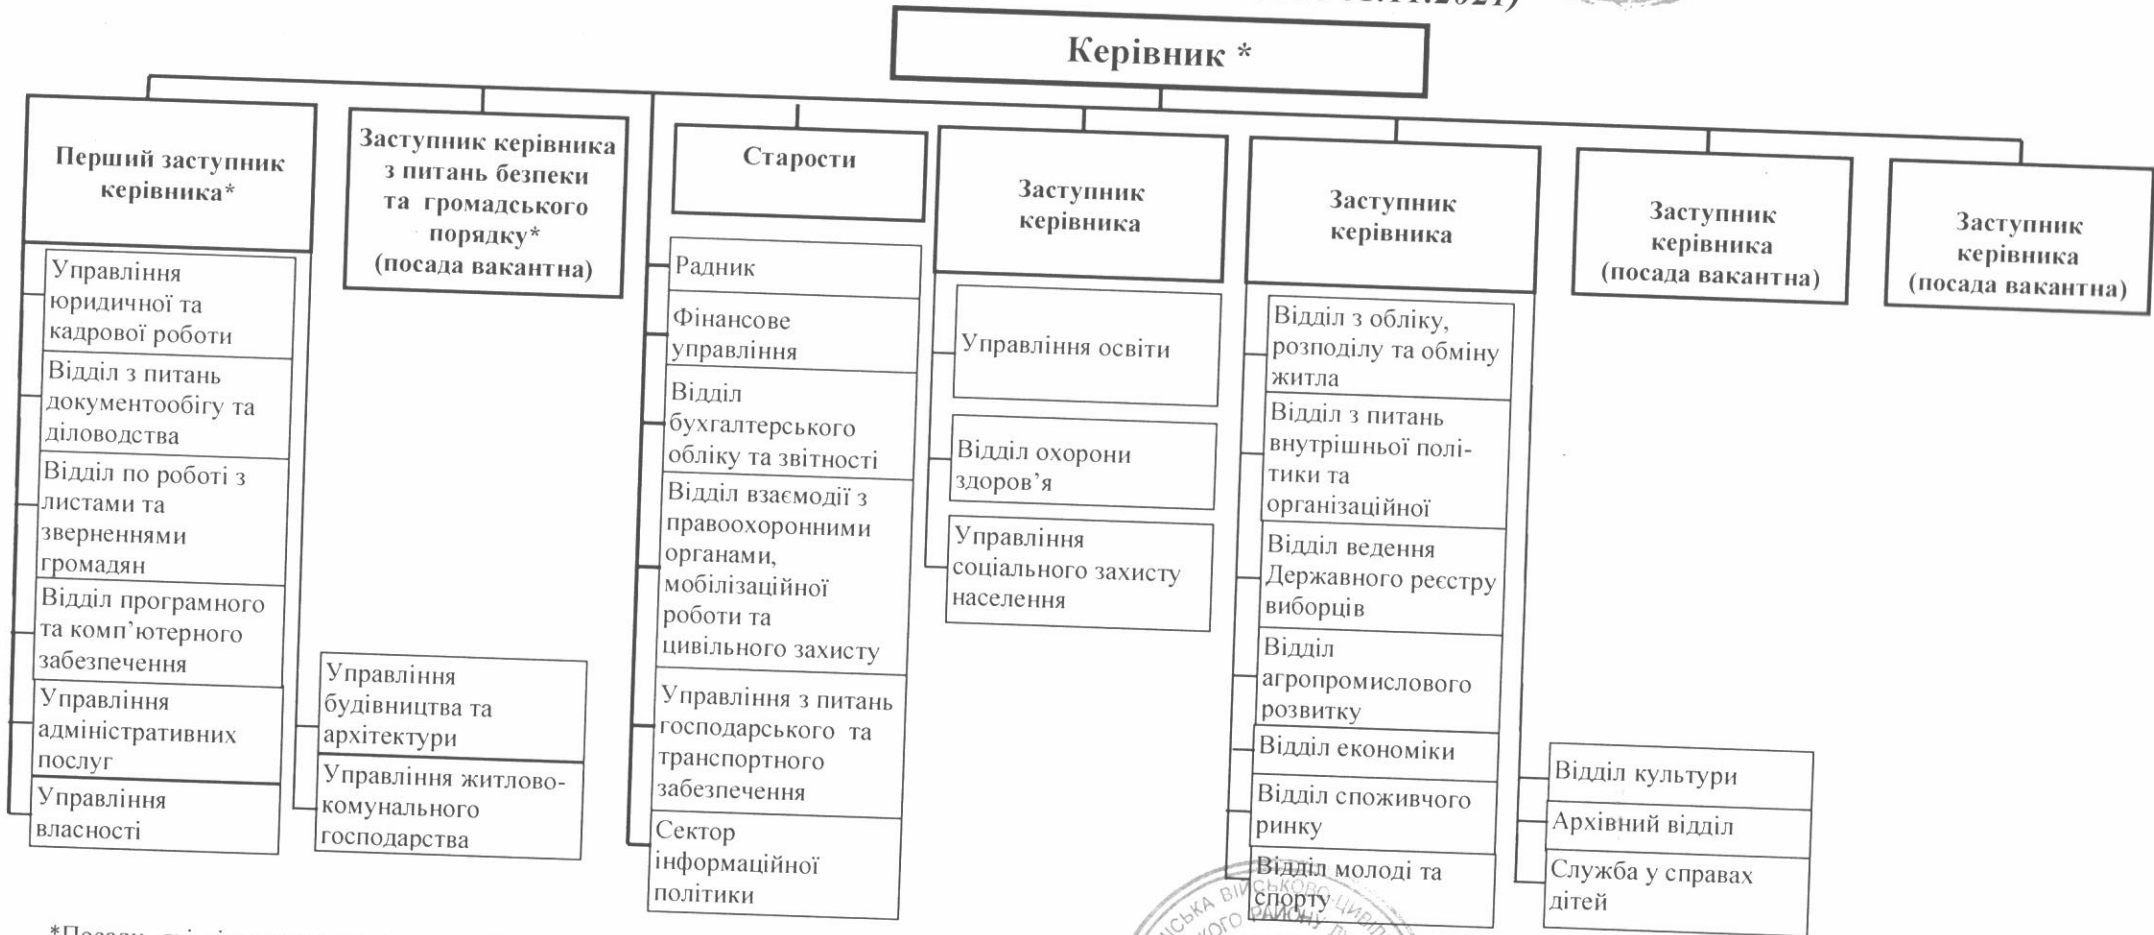 .11.2021)
Керівник *
Перший заступник
керівника*
Управління
юридичної та
кадрової роботи
Відділ з питань
документообігу та
діловодства
Відділ по роботі з
листами та
зверненнями
громадян
Відділ програмного
та комп’ютерного
забезпечення
Управління
адміністративних
послуг
Управління
власності
Заступник керівника
з питань безпеки
та громадського
порядку*
(посада вакантна)
Управління
будівництва та
архітектури
Управління житлово-
комунального
господарства
Старости
Радник
Фінансове
управління
Відділ
бухгалтерського
обліку та звітності
Відділ взаємодії з
правоохоронними
органами,
мобілізаційної
роботи та
цивільного захисту
Управління з питань
господарського та
транспортного
забезпечення
Сектор
інформаційної
політики
Заступник
керівника
Управління освіти
Відділ охорони
здоров’я
Управління
соціального захисту
населення
Заступник
керівника
Відділ з обліку,
розподілу та обміну
житла
Відділ з питань
внутрішньої полі-
тики та
організаційної
Відділ ведення
Державного реєстру
виборців
Відділ
агропромислового
розвитку
Відділ економіки
Відділ споживчого
ринку
Відділ молоді та
спорту
Заступник
керівника
(посада вакантна)
Відділ культури
Архівний відділ
Служба у справах
дітей
Заступник
керівника
(посада вакантна)